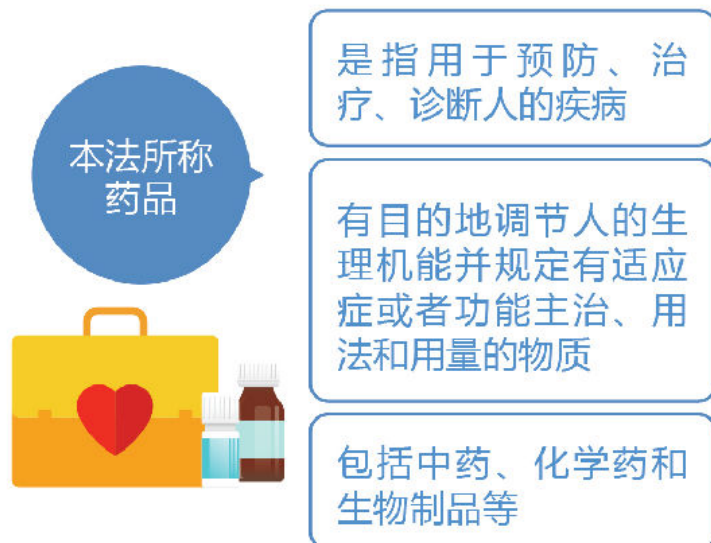 本法所称
药品
是指用于预防、治
疗、诊断人的疾病
有目的地调节人的生
理机能并规定有适应
症或者功能主治、用
法和用量的物质
包括中药、化学药和
生物制品等